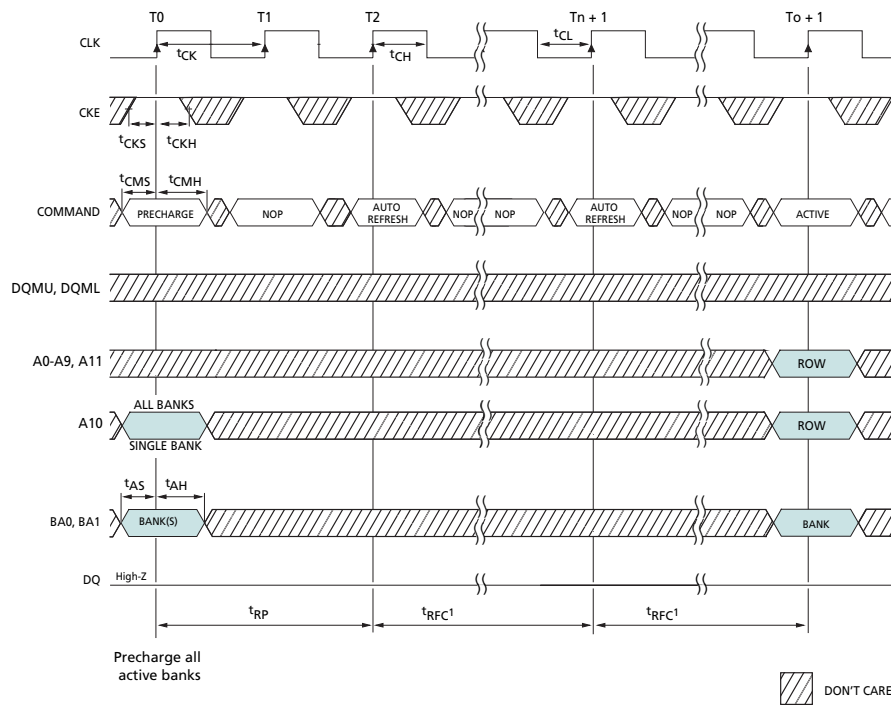 T0 T1 T2 Tn + 1 To + 1
CLK
tCK tCH tCL
CKE
tCKS tCKH
tCMS tCMH
COMMAND PRECHARGE NOP AUTO REFRESH NOP NOP AUTO REFRESH NOP NOP ACTIVE
DQMU, DQML
A0-A9, A11 ROW
ALL BANKS
A10 ROW
SINGLE BANK
tAS tAH
BA0, BA1 BANK(S) BANK
DQ High-Z
tRP tRFC1 tRFC1
Precharge all
active banks
DON'T CARE